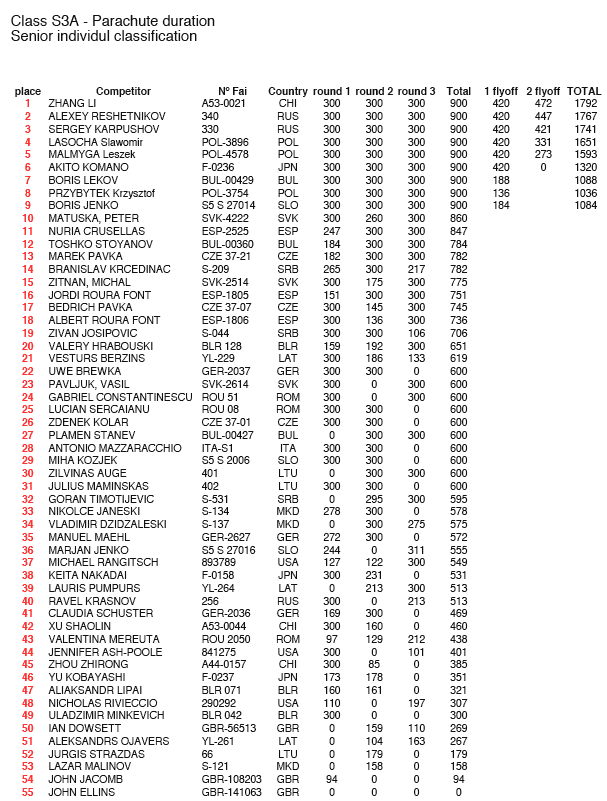 Class S3A - Parachute duration
Senior individul classification
place Competitor Nº Fai Country round 1 round 2 round 3 Total 1 flyoff 2 flyoff TOTAL
1 ZHANG LI A53-0021 CHI 300 300 300 900 420 472 1792
2 ALEXEY RESHETNIKOV 340 RUS 300 300 300 900 420 447 1767
3 SERGEY KARPUSHOV 330 RUS 300 300 300 900 420 421 1741
4 LASOCHA Slawomir POL-3896 POL 300 300 300 900 420 331 1651
5 MALMYGA Leszek POL-4578 POL 300 300 300 900 420 273 1593
6 AKITO KOMANO F-0236 JPN 300 300 300 900 420 0 1320
7 BORIS LEKOV BUL-00429 BUL 300 300 300 900 188 1088
8 PRZYBYTEK Krzysztof POL-3754 POL 300 300 300 900 136 1036
9 BORIS JENKO S5 S 27014 SLO 300 300 300 900 184 1084
10 MATUSKA, PETER SVK-4222 SVK 300 260 300 860
11 NURIA CRUSELLAS ESP-2525 ESP 247 300 300 847
12 TOSHKO STOYANOV BUL-00360 BUL 184 300 300 784
13 MAREK PAVKA CZE 37-21 CZE 182 300 300 782
14 BRANISLAV KRCEDINAC S-209 SRB 265 300 217 782
15 ZITNAN, MICHAL SVK-2514 SVK 300 175 300 775
16 JORDI ROURA FONT ESP-1805 ESP 151 300 300 751
17 BEDRICH PAVKA CZE 37-07 CZE 300 145 300 745
18 ALBERT ROURA FONT ESP-1806 ESP 300 136 300 736
19 ZIVAN JOSIPOVIC S-044 SRB 300 300 106 706
20 VALERY HRABOUSKI BLR 128 BLR 159 192 300 651
21 VESTURS BERZINS YL-229 LAT 300 186 133 619
22 UWE BREWKA GER-2037 GER 300 300 0 600
23 PAVLJUK, VASIL SVK-2614 SVK 300 0 300 600
24 GABRIEL CONSTANTINESCU ROU 51 ROM 300 0 300 600
25 LUCIAN SERCAIANU ROU 08 ROM 300 300 0 600
26 ZDENEK KOLAR CZE 37-01 CZE 300 300 0 600
27 PLAMEN STANEV BUL-00427 BUL 0 300 300 600
28 ANTONIO MAZZARACCHIO ITA-S1 ITA 300 300 0 600
29 MIHA KOZJEK S5 S 2006 SLO 300 300 0 600
30 ZILVINAS AUGE 401 LTU 0 300 300 600
31 JULIUS MAMINSKAS 402 LTU 300 300 0 600
32 GORAN TIMOTIJEVIC S-531 SRB 0 295 300 595
33 NIKOLCE JANESKI S-134 MKD 278 300 0 578
34 VLADIMIR DZIDZALESKI S-137 MKD 0 300 275 575
35 MANUEL MAEHL GER-2627 GER 272 300 0 572
36 MARJAN JENKO S5 S 27016 SLO 244 0 311 555
37 MICHAEL RANGITSCH 893789 USA 127 122 300 549
38 KEITA NAKADAI F-0158 JPN 300 231 0 531
39 LAURIS PUMPURS YL-264 LAT 0 213 300 513
40 RAVEL KRASNOV 256 RUS 300 0 213 513
41 CLAUDIA SCHUSTER GER-2036 GER 169 300 0 469
42 XU SHAOLIN A53-0044 CHI 300 160 0 460
43 VALENTINA MEREUTA ROU 2050 ROM 97 129 212 438
44 JENNIFER ASH-POOLE 841275 USA 300 0 101 401
45 ZHOU ZHIRONG A44-0157 CHI 300 85 0 385
46 YU KOBAYASHI F-0237 JPN 173 178 0 351
47 ALIAKSANDR LIPAI BLR 071 BLR 160 161 0 321
48 NICHOLAS RIVIECCIO 290292 USA 110 0 197 307
49 ULADZIMIR MINKEVICH BLR 042 BLR 300 0 0 300
50 IAN DOWSETT GBR-56513 GBR 0 159 110 269
51 ALEKSANDRS OJAVERS YL-261 LAT 0 104 163 267
52 JURGIS STRAZDAS 66 LTU 0 179 0 179
53 LAZAR MALINOV S-121 MKD 0 158 0 158
54 JOHN JACOMB GBR-108203 GBR 94 0 0 94
55 JOHN ELLINS GBR-141063 GBR 0 0 0 0